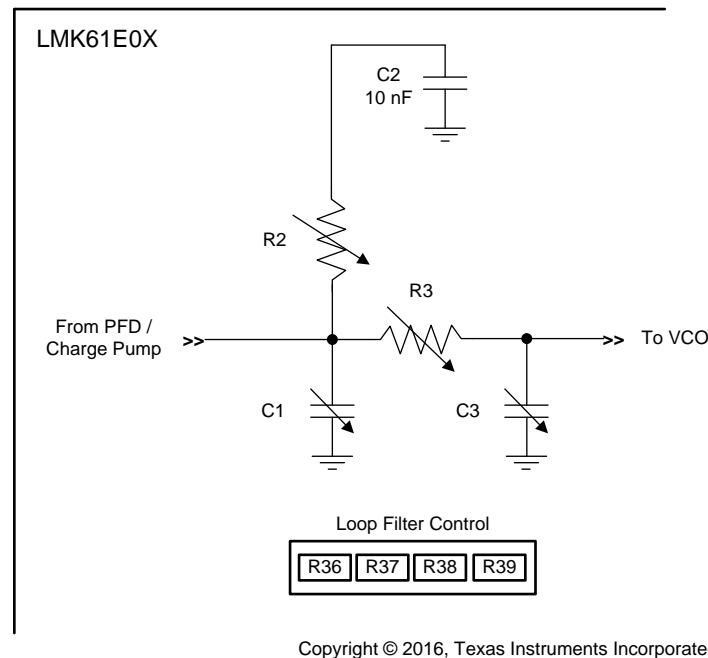 LMK61E0X
C2
10 nF
R2
R3
From PFD /
Charge Pump
>>
>>
To VCO
C1
C3
Loop Filter Control
R36 R37 R38 R39
Copyright © 2016, Texas Instruments Incorporate